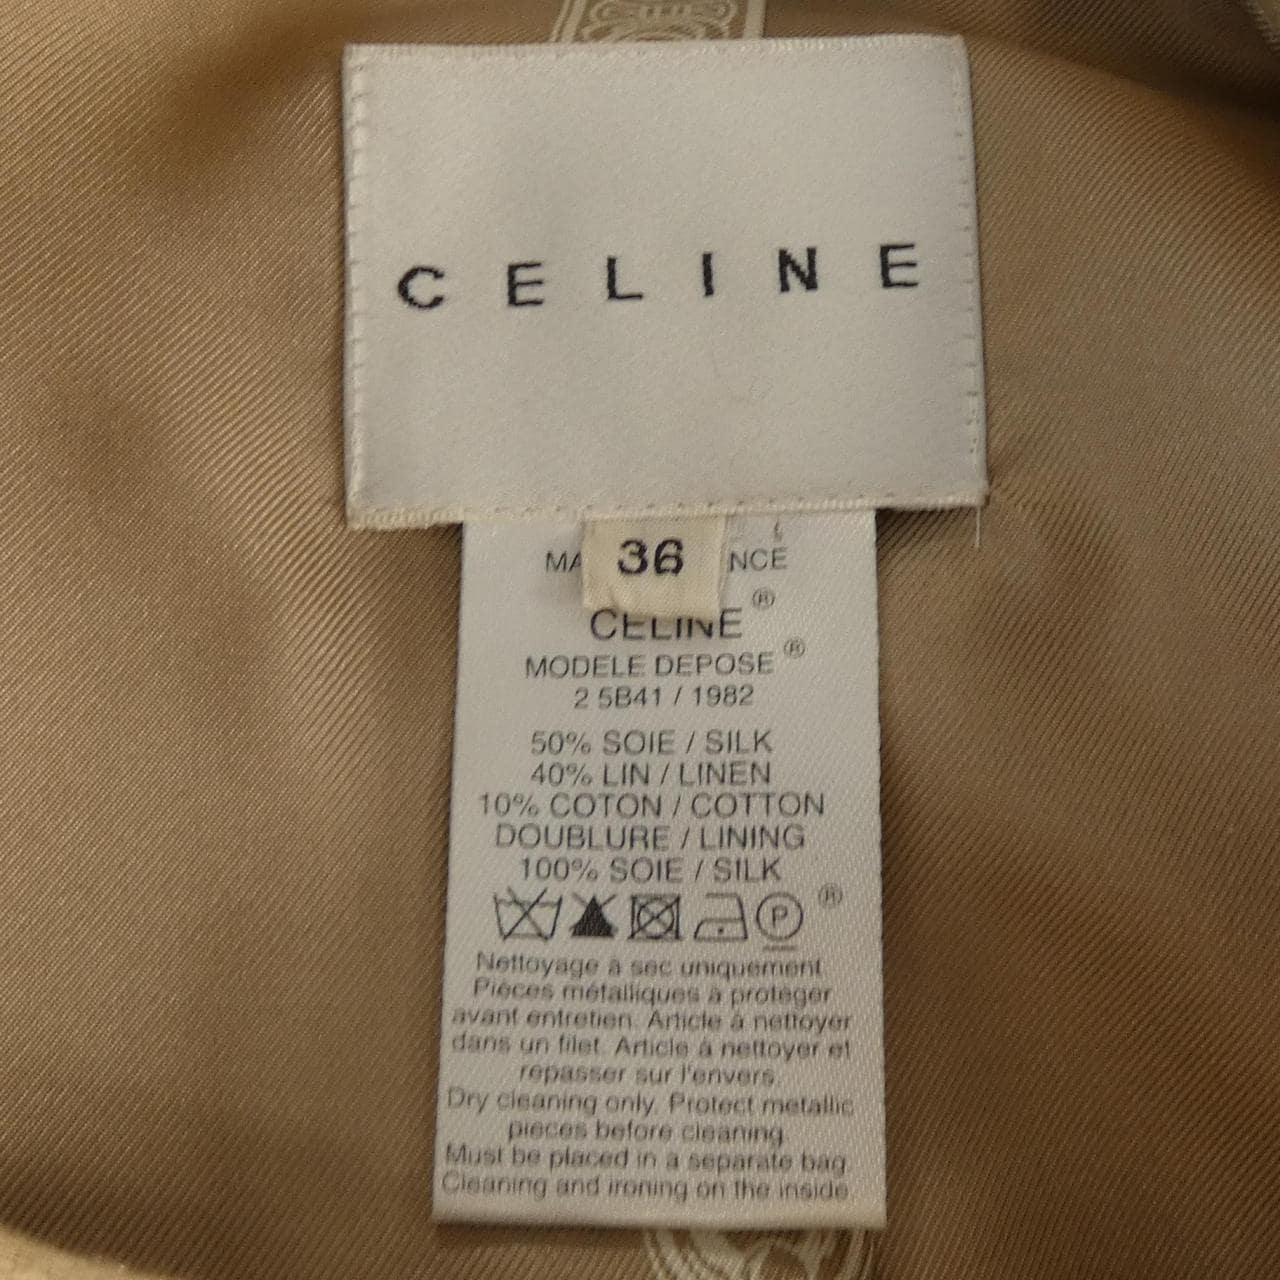 CELINE
36
MA NCE
CELINE ®
MODELE DEPOSE ®
2 5B41 / 1982
50% SOIE / SILK
40% LIN / LINEN
10% COTON / COTTON
DOUBLURE / LINING
100% SOIE / SILK
P ®
Nettoyage à sec uniquement.
Pièces métalliques à protéger
avant entretien. Article à nettoyer
dans un filet. Article à nettoyer et
repasser sur l'envers.
Dry cleaning only. Protect metallic
pieces before cleaning.
Must be placed in a separate bag.
Cleaning and ironing on the inside.